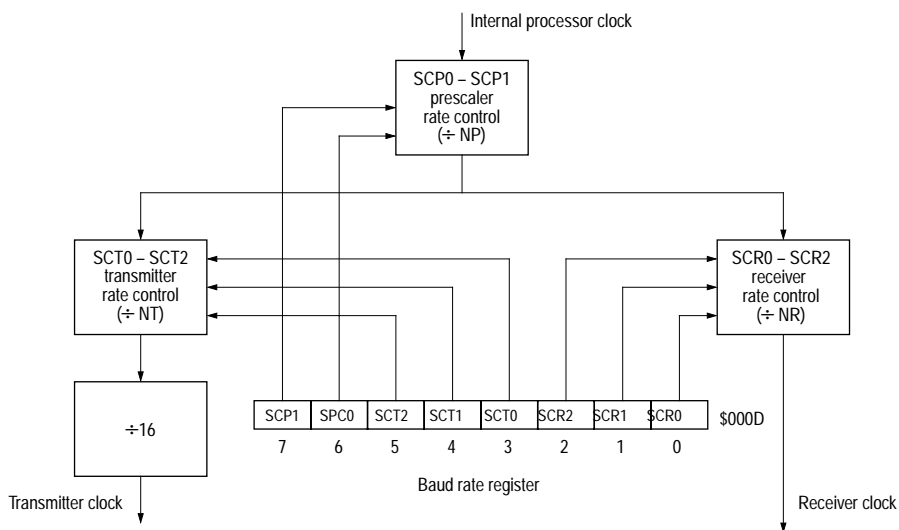 Internal processor clock
SCP0 – SCP1
prescaler
rate control
(÷ NP)
SCT0 – SCT2
transmitter
rate control
(÷ NT)
SCR0 – SCR2
receiver
rate control
(÷ NR)
÷16
SCP1 SPC0 SCT2 SCT1 SCT0 SCR2 SCR1 SCR0 $000D
7 6 5 4 3 2 1 0
Baud rate register
Transmitter clock
Receiver clock